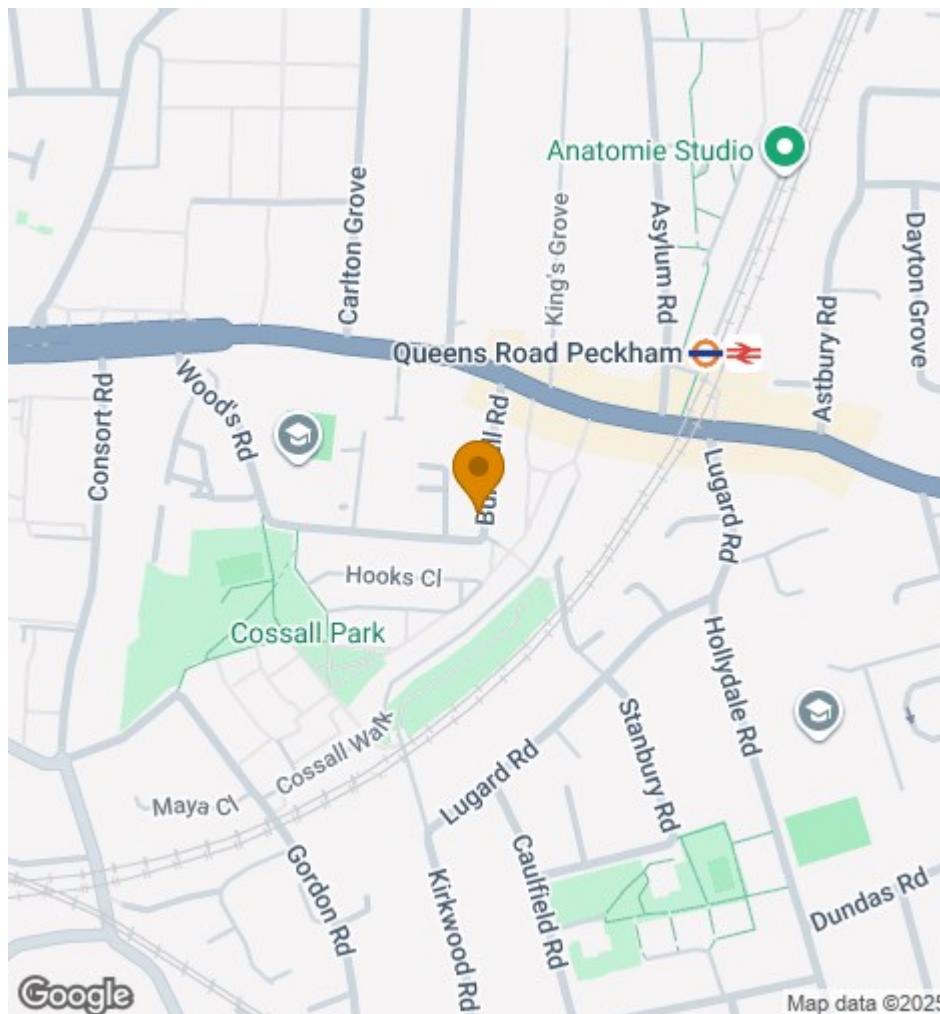 Anatomie Studio
Carlton Grove
King's Grove
Asylum Rd
Dayton Grove
Astbury Rd
Queens Road Peckham
Consort Rd
Wood's Rd
Rd
Lugard Rd
Hooks Cl
Cossall Park
Hollydale Rd
Stanbury Rd
Cossall Walk
Lugard Rd
Maya Cl
Gordon Rd
Kirkwood Rd
Caulfield Rd
Dundas Rd
Google
Map data ©2025